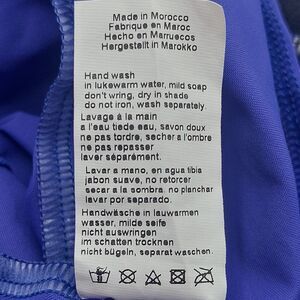 Made in Morocco
Fabrique en Maroc
Hecho en Marruecos
Hergestellt in Marokko
Hand wash
in lukewarm water, mild soap
don't wring, dry in shade
do not iron, wash separately
Lavage à la main
a l'eau tiede eau, savon doux
ne pas tordre, secher a l'ombre
ne pas repasser
laver séparément.
Lavar a mano, en agua tibia
jabon suave, no retorcer
secar a la sombra, no planchar
lavar por separado.
Handwäsche in lauwarmen
wasser, milde seife
nicht auswringen
im schatten trocknen
nicht bügeln, separat waschen.